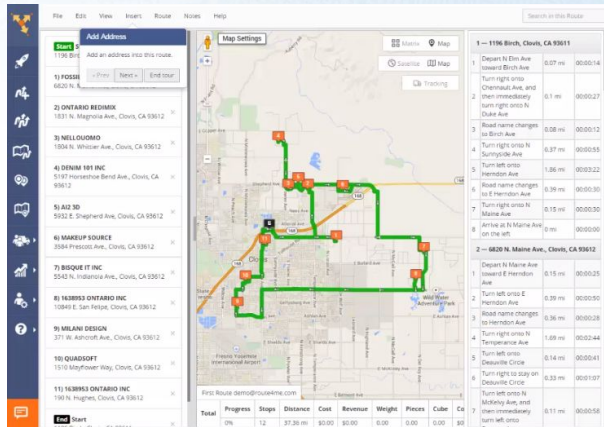 File Edit View Insert Route Notes Help
Search in this Route
Add Address
Add an address into this route.
« Prev Next » End tour
Start
1196 Birch
1) FOSSI
6820 N.
2) ONTARIO REDIMIX
1831 N. Magnolia Ave., Clovis, CA 93612
3) NELLOUOMO
1804 N. Whittier Ave., Clovis, CA 93612
4) DENIM 101 INC
5197 Horseshoe Bend Ave., Clovis, CA
93612
5) AI2 3D
5932 E. Shepherd Ave, Clovis, CA 93612
6) MAKEUP SOURCE
3584 Prescott Ave., Clovis, CA 93612
7) BISQUE IT INC
5543 N. Indianola Ave., Clovis, CA 93612
8) 1638953 ONTARIO INC
10849 E. San Felipe, Clovis, CA 93612
9) MILANI DESIGN
371 W. Ashcroft Ave., Clovis, CA 93612
10) QUADSOFT
1510 Mayflower Way, Clovis, CA 93612
11) 1638953 ONTARIO INC
190 N. Hughes, Clovis, CA 93612
End Start
Map Settings
Matrix Map
Satellite Map
Tracking
Clovis
168
Wild Water
Adventure Park
Fresno Yosemite
International Airport
First Route demo@route4me.com
Total Progress Stops Distance Cost Revenue Weight Pieces Cube Co
0% 12 37.36 mi $0.00 $0.00 0.00 0 0.00 0
1 — 1196 Birch, Clovis, CA 93611
1 Depart N Elm Ave toward Birch Ave 0.07 mi 00:00:14
2 Turn right onto Chennault Ave, and then immediately turn right onto N Duke Ave 0.1 mi 00:00:27
3 Road name changes to Birch Ave 0.08 mi 00:00:12
4 Turn right onto N Sunnyside Ave 0.37 mi 00:00:55
5 Turn left onto Herndon Ave 1.86 mi 00:03:22
6 Road name changes to E Herndon Ave 0.39 mi 00:00:30
7 Turn right onto N Maine Ave 0.15 mi 00:00:30
8 Arrive at N Maine Ave on the left 0 mi 00:00:00
2 — 6820 N. Maine Ave., Clovis, CA 93612
1 Depart N Maine Ave toward E Herndon Ave 0.15 mi 00:00:25
2 Turn left onto E Herndon Ave 0.39 mi 00:00:50
3 Road name changes to Herndon Ave 0.36 mi 00:00:28
4 Turn right onto N Temperance Ave 1.69 mi 00:02:44
5 Turn left onto Deauville Circle 0.14 mi 00:00:41
6 Turn right to stay on Deauville Circle 0.33 mi 00:01:07
7 Turn left onto N McKelvy Ave, and then immediately turn left onto 0.11 mi 00:00:58